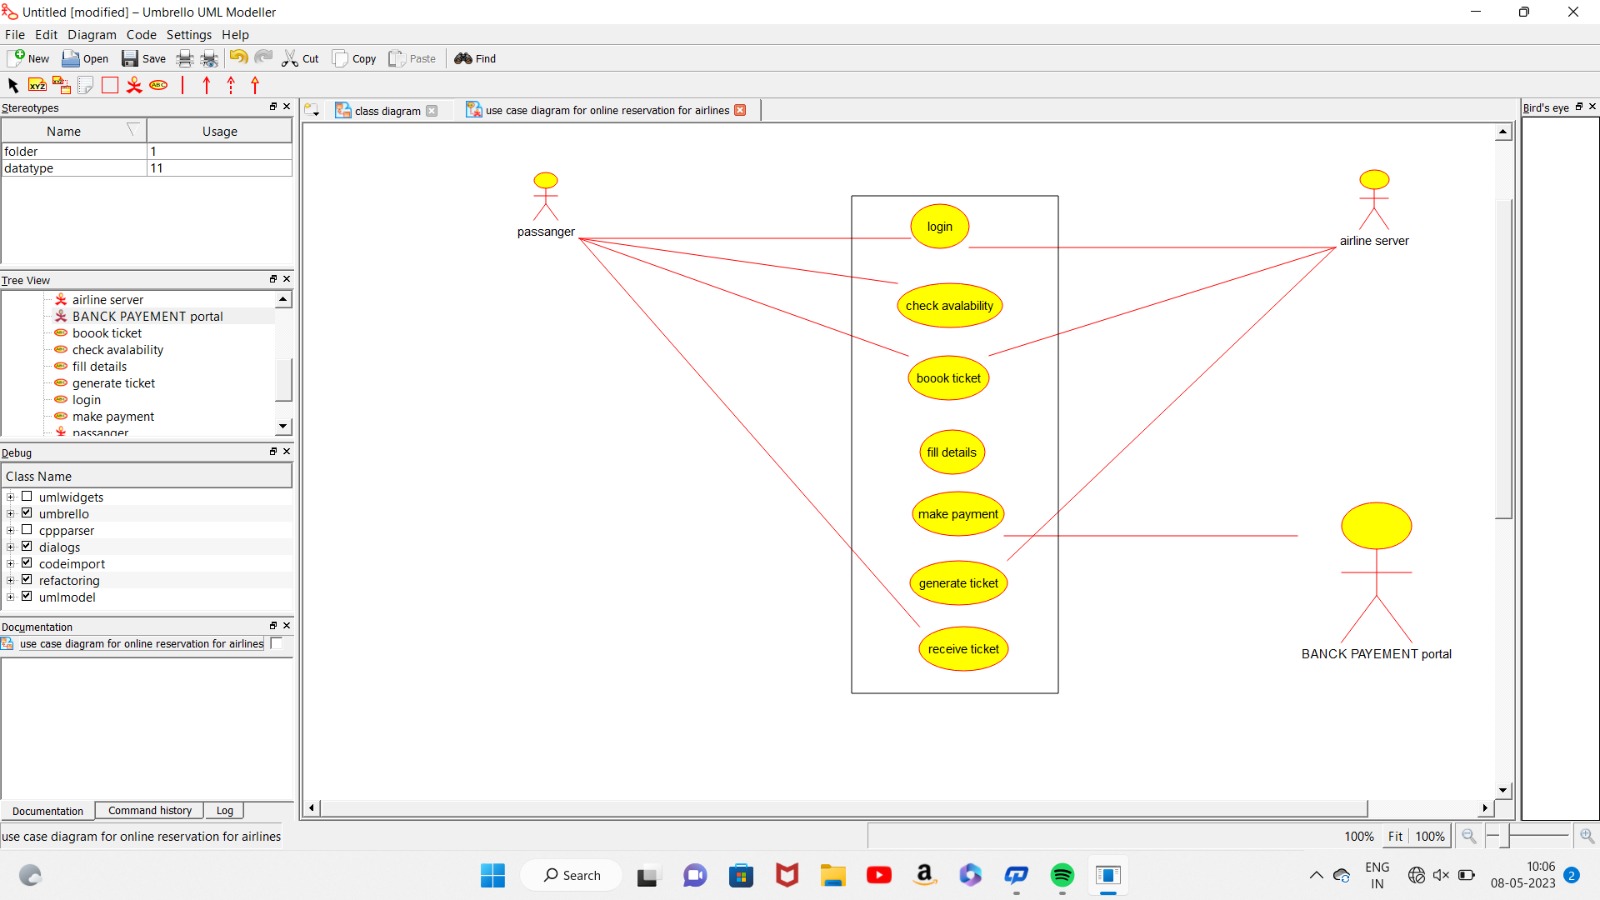 Untitled [modified] – Umbrello UML Modeller
File Edit Diagram Code Settings Help
New Open Save Cut Copy Paste Find
XYZ ABC
Stereotypes
Name Usage
folder 1
datatype 11
Tree View
airline server
BANCK PAYEMENT portal
boook ticket
check avalability
fill details
generate ticket
login
make payment
passanger
Debug
Class Name
umlwidgets
umbrello
cppparser
dialogs
codeimport
refactoring
umlmodel
Documentation
use case diagram for online reservation for airlines
Documentation Command history Log
use case diagram for online reservation for airlines
class diagram
use case diagram for online reservation for airlines
passanger
login
check avalability
boook ticket
fill details
make payment
generate ticket
receive ticket
airline server
BANCK PAYEMENT portal
Bird's eye
100% Fit 100%
Search
ENG
IN
10:06
08-05-2023
2